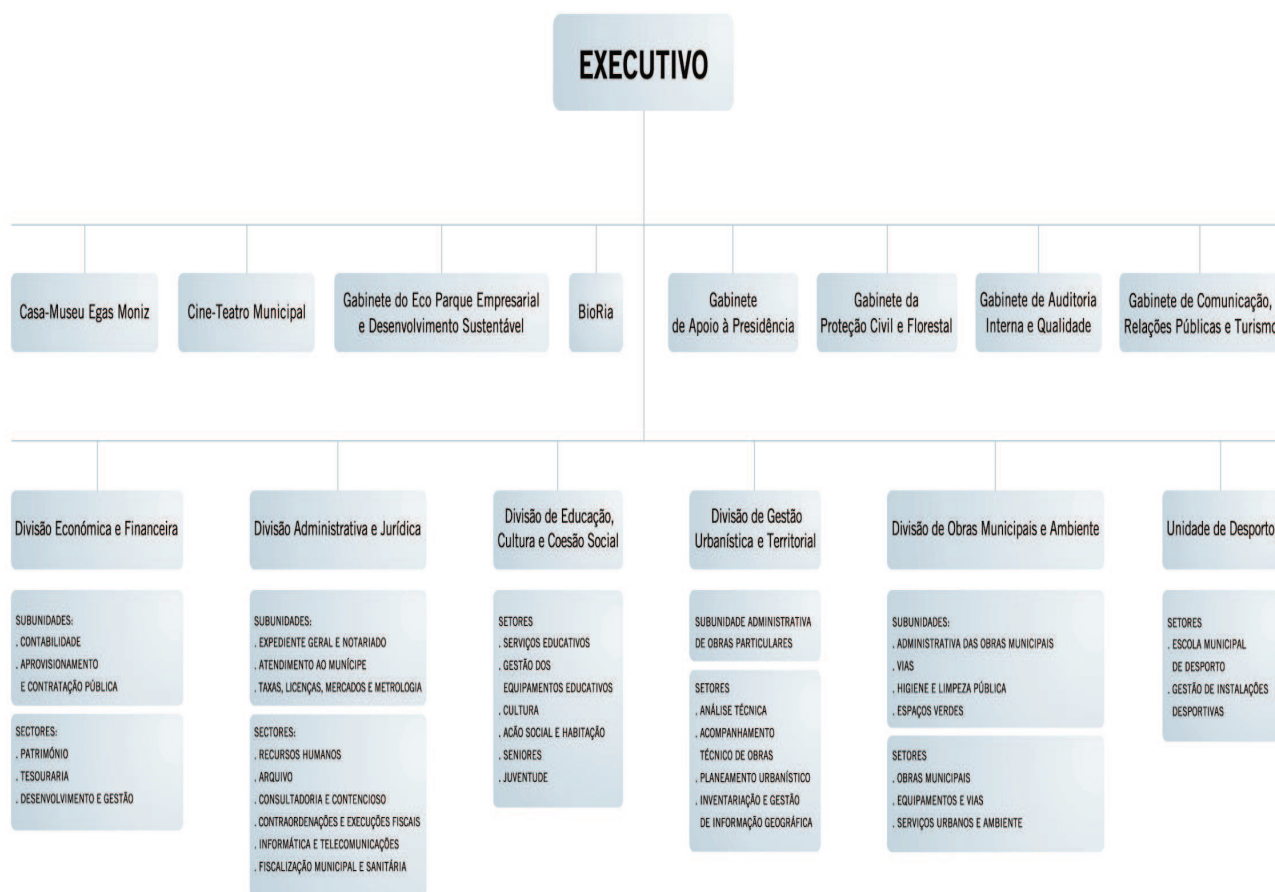 EXECUTIVO
Casa-Museu Egas Moniz
Cine-Teatro Municipal
Gabinete do Eco Parque Empresarial
e Desenvolvimento Sustentável
BioRia
Gabinete
de Apoio à Presidência
Gabinete da
Proteção Civil e Florestal
Gabinete de Auditoria
Interna e Qualidade
Gabinete de Comunicação,
Relações Públicas e Turismo
Divisão Económica e Financeira
SUBUNIDADES:
. CONTABILIDADE
. APROVISIONAMENTO
E CONTRATAÇÃO PÚBLICA
SECTORES:
. PATRIMÓNIO
. TESOURARIA
. DESENVOLVIMENTO E GESTÃO
Divisão Administrativa e Jurídica
SUBUNIDADES:
. EXPEDIENTE GERAL E NOTARIADO
. ATENDIMENTO AO MUNÍCIPE
. TAXAS, LICENÇAS, MERCADOS E METROLOGIA
SECTORES:
. RECURSOS HUMANOS
. ARQUIVO
. CONSULTADORIA E CONTENCIOSO
. CONTRAORDENAÇÕES E EXECUÇÕES FISCAIS
. INFORMÁTICA E TELECOMUNICAÇÕES
. FISCALIZAÇÃO MUNICIPAL E SANITÁRIA
Divisão de Educação,
Cultura e Coesão Social
SETORES
. SERVIÇOS EDUCATIVOS
. GESTÃO DOS
EQUIPAMENTOS EDUCATIVOS
. CULTURA
. ACÃO SOCIAL E HABITAÇÃO
. SENIORES
. JUVENTUDE
Divisão de Gestão
Urbanística e Territorial
SUBUNIDADE ADMINISTRATIVA
DE OBRAS PARTICULARES
SETORES
. ANÁLISE TÉCNICA
. ACOMPANHAMENTO
TÉCNICO DE OBRAS
. PLANEAMENTO URBANÍSTICO
. INVENTARIAÇÃO E GESTÃO
DE INFORMAÇÃO GEOGRÁFICA
Divisão de Obras Municipais e Ambiente
SUBUNIDADES:
. ADMINISTRATIVA DAS OBRAS MUNICIPAIS
. VIAS
. HIGIENE E LIMPEZA PÚBLICA
. ESPAÇOS VERDES
SETORES
. OBRAS MUNICIPAIS
. EQUIPAMENTOS E VIAS
. SERVIÇOS URBANOS E AMBIENTE
Unidade de Desporto
SETORES
. ESCOLA MUNICIPAL
DE DESPORTO
. GESTÃO DE INSTALAÇÕES
DESPORTIVAS